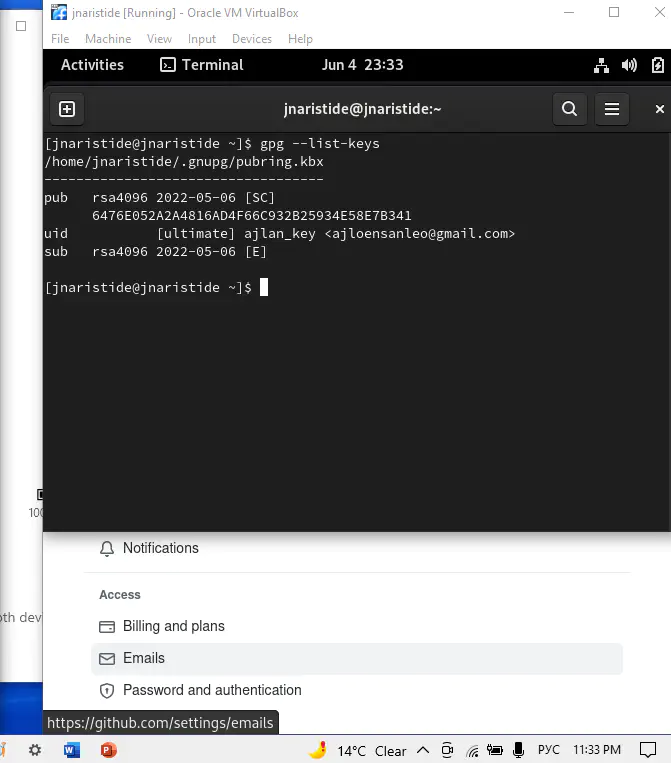 jnaristide [Running] - Oracle VM VirtualBox
File Machine View Input Devices Help
Activities Terminal Jun 4 23:33
jnaristide@jnaristide:~
[jnaristide@jnaristide ~]$ gpg --list-keys
/home/jnaristide/.gnupg/pubring.kbx
-----------------------------------
pub   rsa4096 2022-05-06 [SC]
      6476E052A2A4816AD4F66C932B25934E58E7B341
uid           [ultimate] ajlan_key <ajloensanleo@gmail.com>
sub   rsa4096 2022-05-06 [E]
[jnaristide@jnaristide ~]$
100
oth devi
Notifications
Access
Billing and plans
Emails
Password and authentication
https://github.com/settings/emails
14°C Clear РУС 11:33 PM